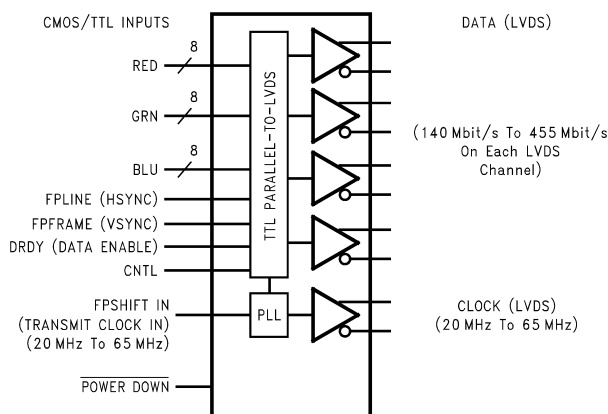 CMOS/TTL INPUTS
DATA (LVDS)
8
RED
8
GRN
(140 Mbit/s To 455 Mbit/s
On Each LVDS
Channel)
8
BLU
TTL PARALLEL-TO-LVDS
FPLINE (HSYNC)
FPFRAME (VSYNC)
DRDY (DATA ENABLE)
CNTL
FPSHIFT IN
(TRANSMIT CLOCK IN)
(20 MHz To 65 MHz)
PLL
CLOCK (LVDS)
(20 MHz To 65 MHz)
POWER DOWN